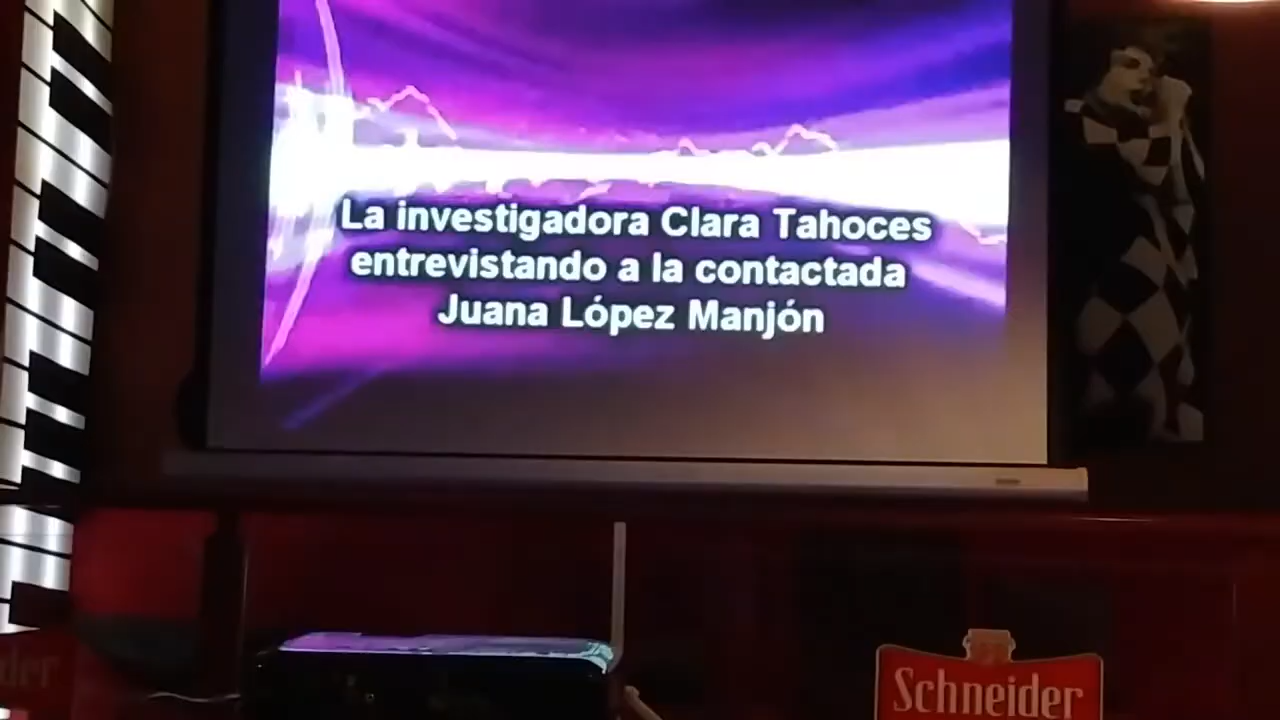 La investigadora Clara Tahoces
entrevistando a la contactada
Juana López Manjón
Schneider